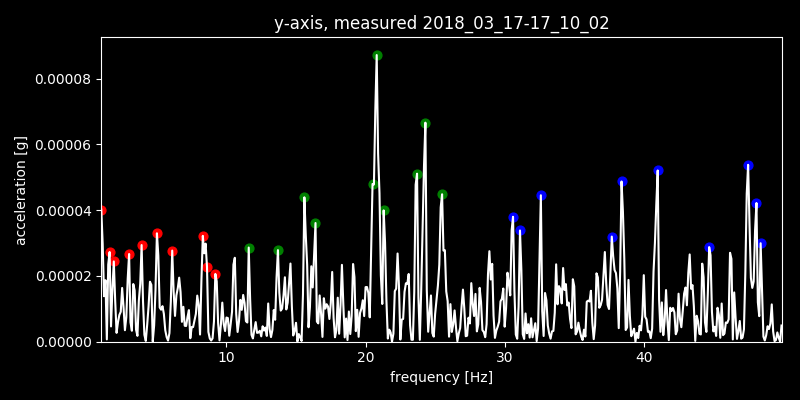 y-axis, measured 2018_03_17-17_10_02
acceleration [g]
0.00008
0.00006
0.00004
0.00002
0.00000
10 20 30 40
frequency [Hz]